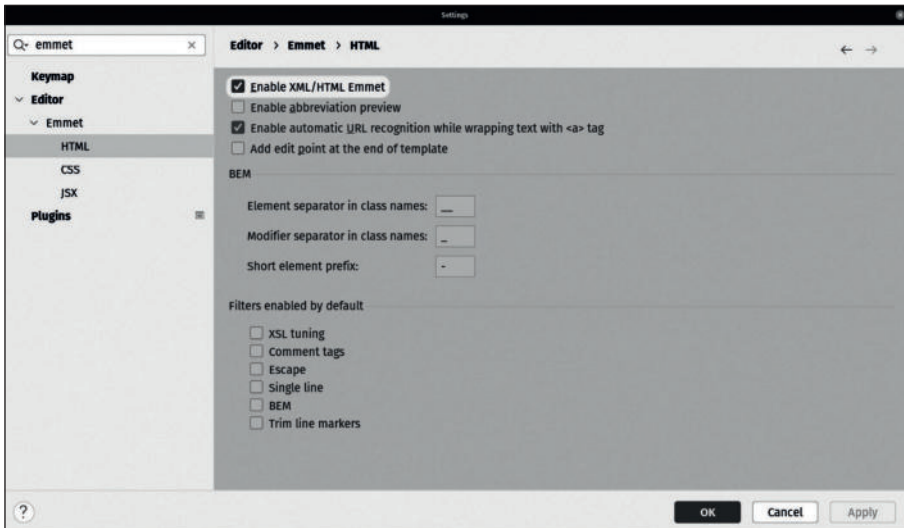 Settings
emmet
Editor > Emmet > HTML
Keymap
Editor
Emmet
HTML
CSS
JSX
Plugins
Enable XML/HTML Emmet
Enable abbreviation preview
Enable automatic URL recognition while wrapping text with <a> tag
Add edit point at the end of template
BEM
Element separator in class names: __
Modifier separator in class names: _
Short element prefix: -
Filters enabled by default
XSL tuning
Comment tags
Escape
Single line
BEM
Trim line markers
?
OK Cancel Apply